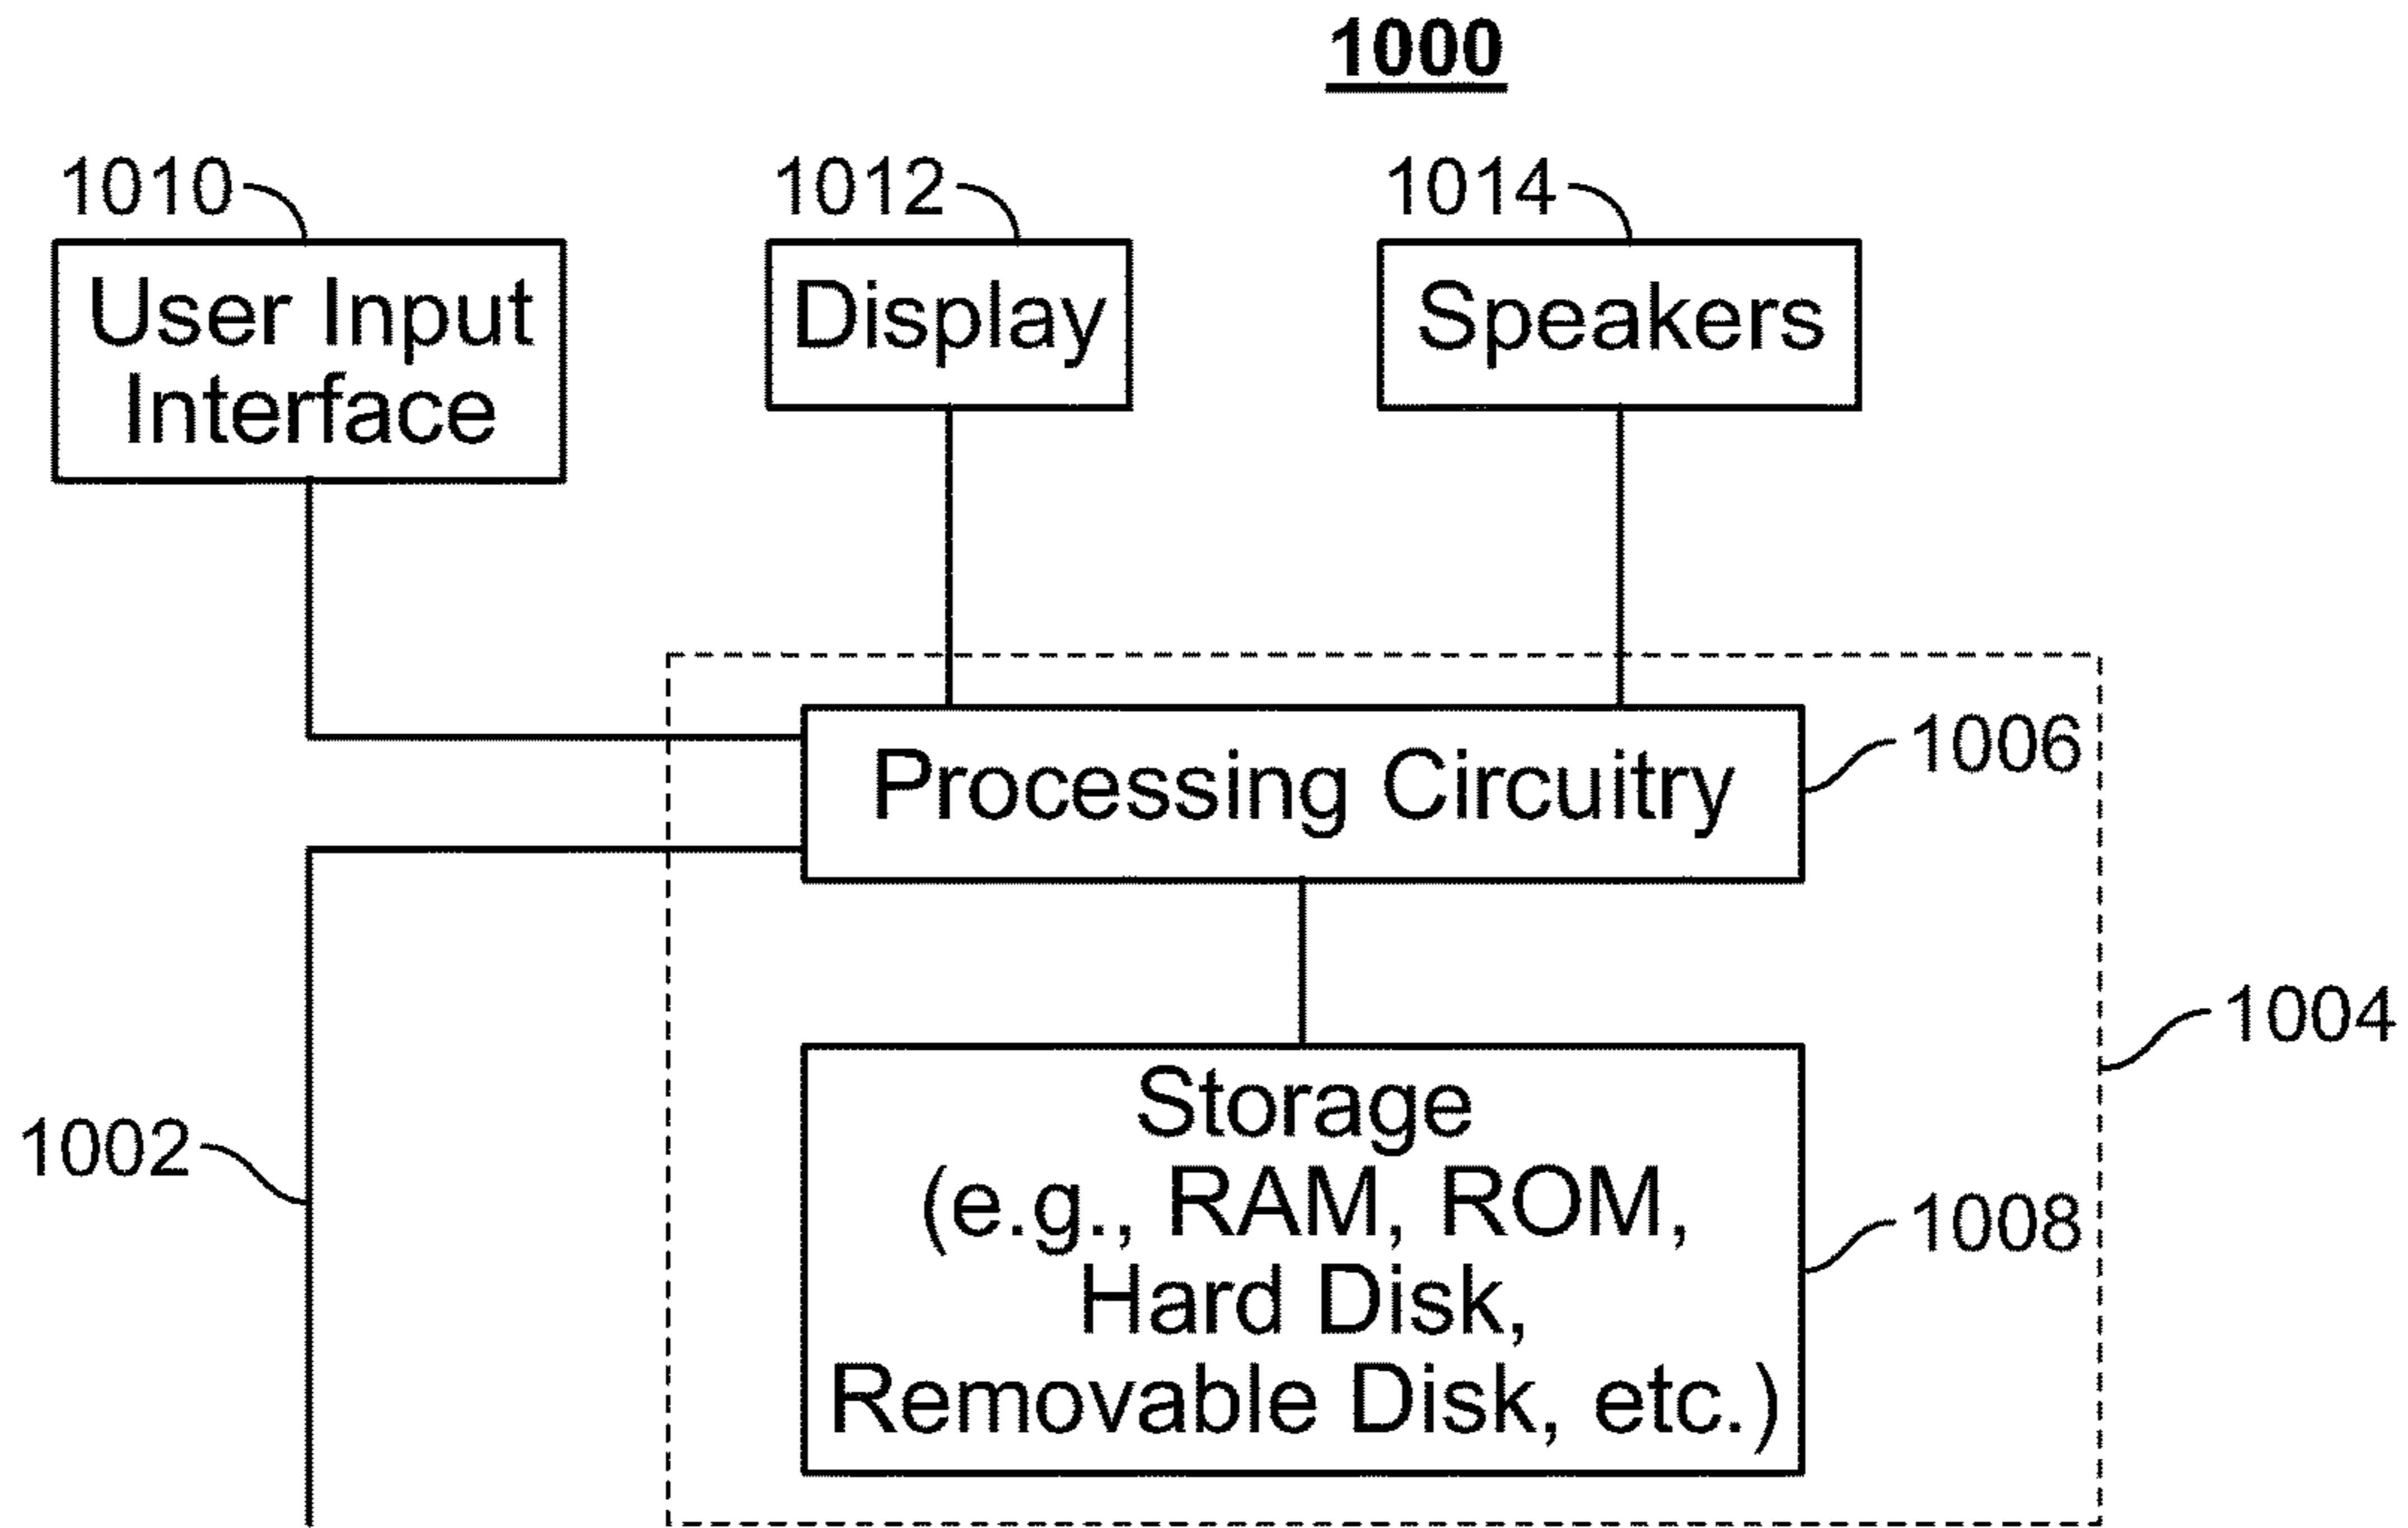 1000
1010
1012
1014
User Input
Interface
Display
Speakers
Processing Circuitry
1006
1004
1002
Storage
(e.g., RAM, ROM,
Hard Disk,
Removable Disk, etc.)
1008